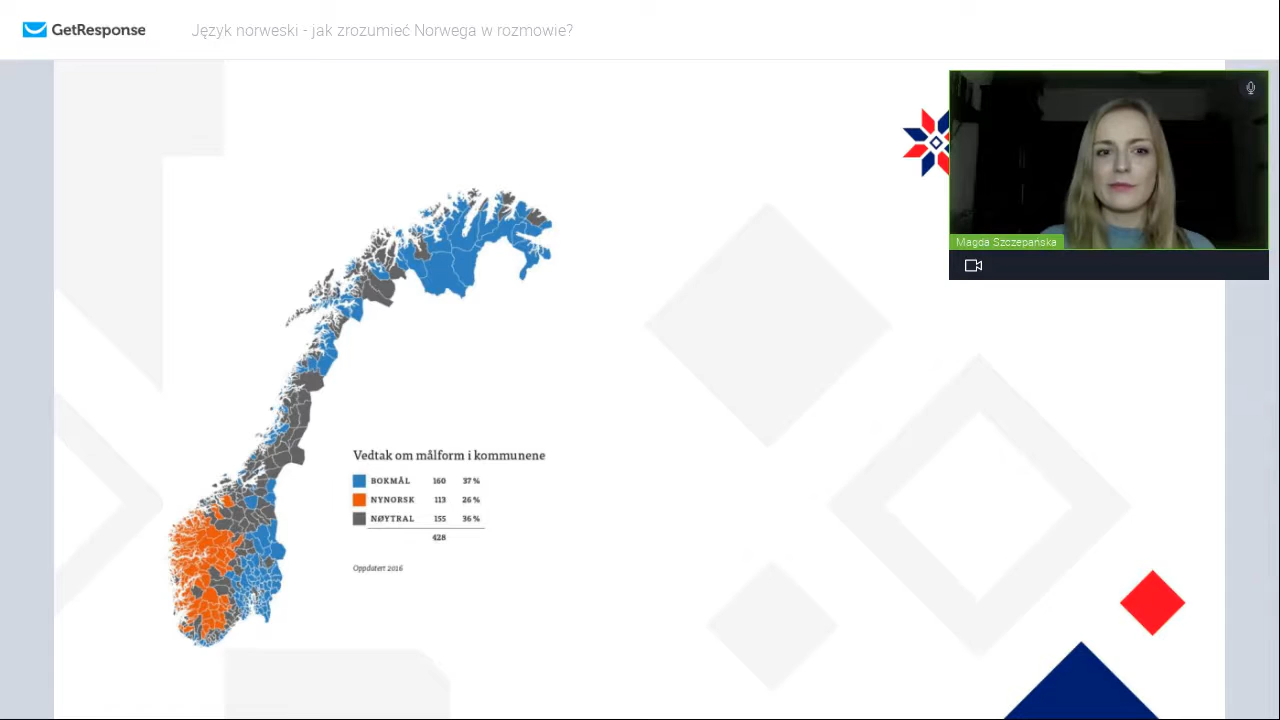 GetResponse
Język norweski - jak zrozumieć Norwega w rozmowie?
Magda Szczepańska
Vedtak om målform i kommunene
BOKMÅL 160 37 %
NYNORSK 113 26 %
NØYTRAL 155 36 %
428
Oppdatert 2016